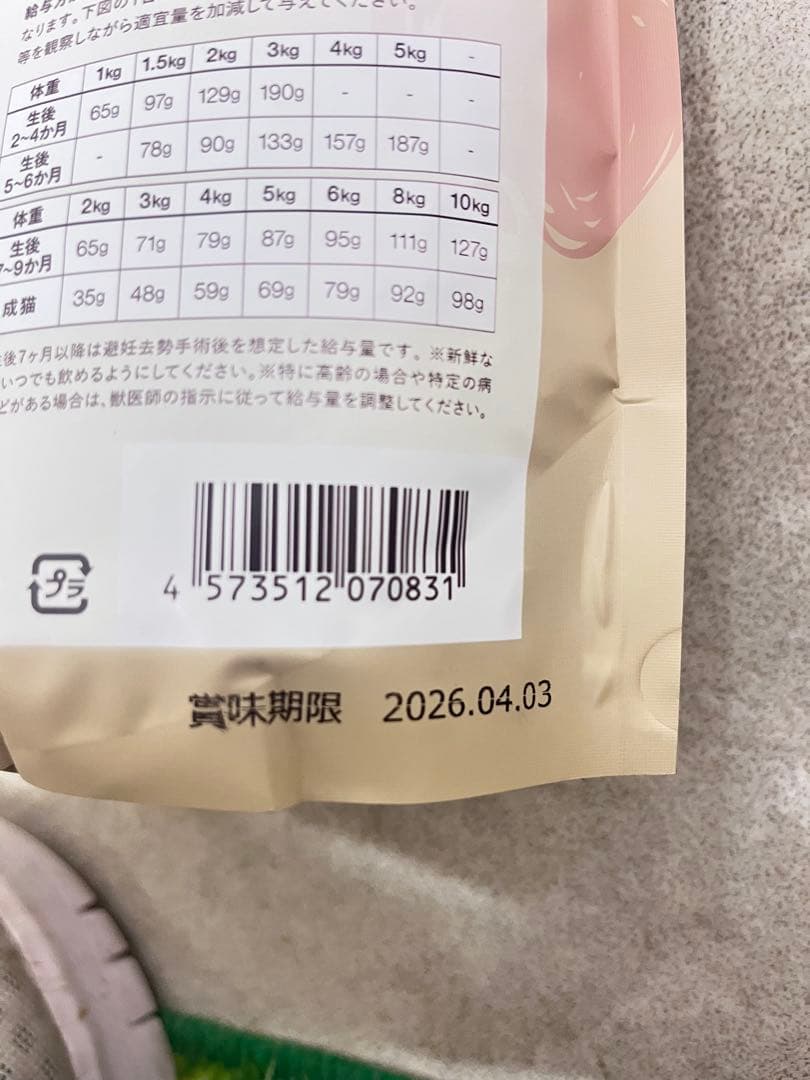 なります。下図の1日
を加減して与えてください。
等を観察しながら適宜量
体重 1kg 1.5kg 2kg 3kg 4kg 5kg -
生後 2~4か月 65g 97g 129g 190g - - -
生後 5~6か月 - 78g 90g 133g 157g 187g -
体重 2kg 3kg 4kg 5kg 6kg 8kg 10kg
生後 7~9か月 65g 71g 79g 87g 95g 111g 127g
成猫 35g 48g 59g 69g 79g 92g 98g
後7ヶ月以降は避妊去勢手術後を想定した給与量です。※新鮮な
いつでも飲めるようにしてください。※特に高齢の場合や特定の病
どがある場合は、獣医師の指示に従って給与量を調整してください。
プラ
4 573512 070831
賞味期限 2026.04.03